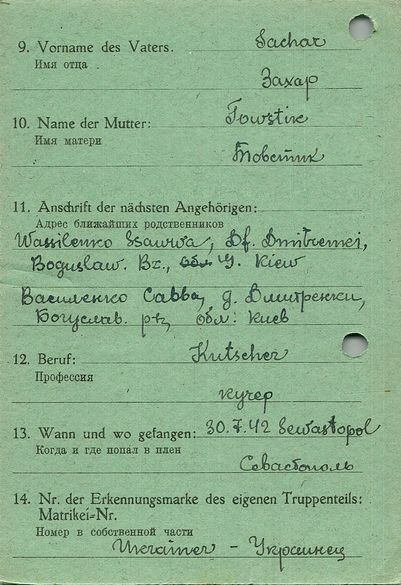 9. Vorname des Vaters. Sachar
Имя отца
Захар
10. Name der Mutter: Towstik
Имя матери
Товстик
11. Anschrift der nächsten Angehörigen:
Адрес ближайших родственников
Wassilenko Ssawwa, Df. Dmitrenki,
Boguslaw. Bz., обл G. Kiew
Василенко Савва, д. Дмитренки,
Богуслав. р-н, обл: Киев
12. Beruf: Kutscher
Профессия
кучер
13. Wann und wo gefangen: 30.7.42 Sewastopol
Когда и где попал в плен
Севастополь
14. Nr. der Erkennungsmarke des eigenen Truppenteils:
Matrikel-Nr.
Номер в собственной части
Ukrainer - Украинец